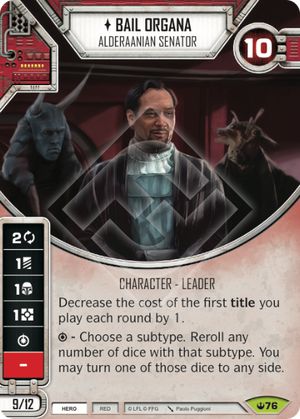 BAIL ORGANA
ALDERAANIAN SENATOR
10
2
1
1
1
-
9/12
CHARACTER - LEADER
Decrease the cost of the first title you
play each round by 1.
- Choose a subtype. Reroll any
number of dice with that subtype. You
may turn one of those dice to any side.
HERO
RED
© LFL © FFG
Paolo Puggioni
76